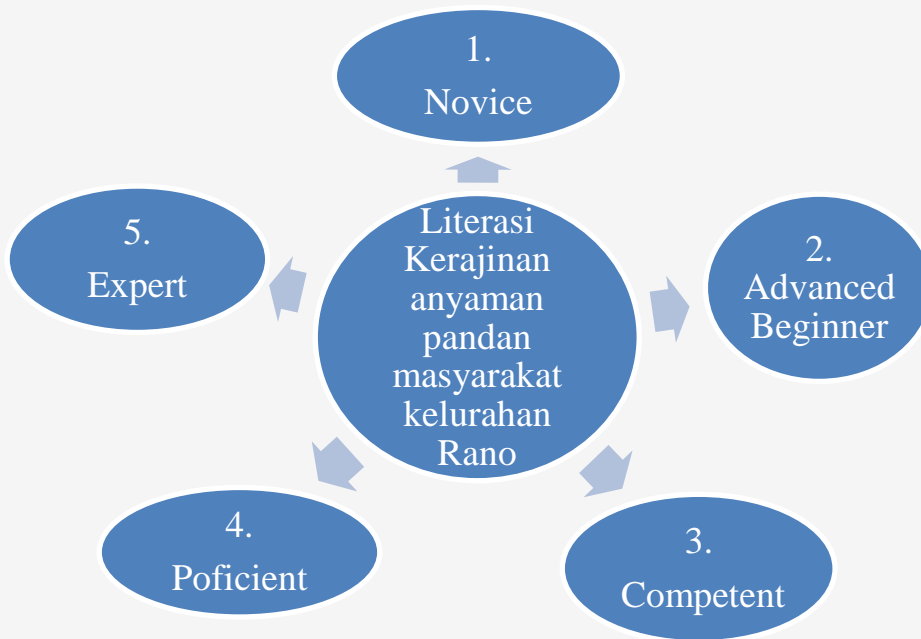 1.
Novice
2.
Advanced
Beginner
3.
Competent
4.
Poficient
5.
Expert
Literasi
Kerajinan
anyaman
pandan
masyarakat
kelurahan
Rano